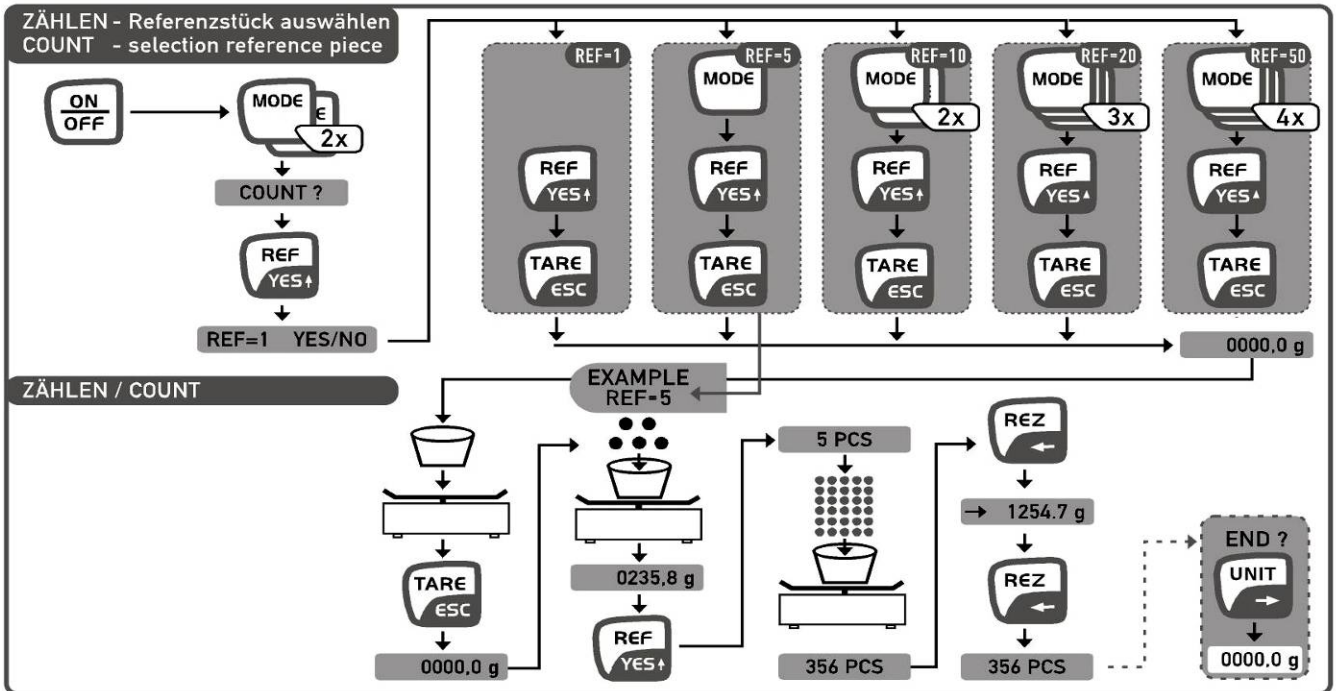 ZÄHLEN - Referenzstück auswählen
COUNT - selection reference piece
ON
OFF
MODE
E
2x
COUNT ?
REF
YES↑
REF=1 YES/NO
REF=1
REF
YES↑
TARE
ESC
REF=5
MODE
REF
YES↑
TARE
ESC
REF=10
MODE
2x
REF
YES↑
TARE
ESC
REF=20
MODE
3x
REF
YES▲
TARE
ESC
REF=50
MODE
4x
REF
YES▲
TARE
ESC
0000,0 g
ZÄHLEN / COUNT
TARE
ESC
0000,0 g
EXAMPLE
REF=5
0235,8 g
REF
YES↑
5 PCS
356 PCS
REZ
←
→ 1254.7 g
REZ
←
356 PCS
END ?
UNIT
→
0000,0 g